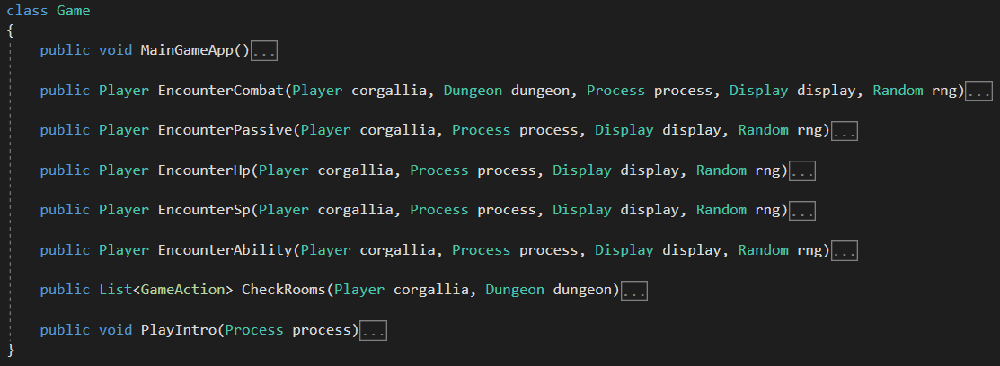 class Game
{
public void MainGameApp()...
public Player EncounterCombat(Player corgallia, Dungeon dungeon, Process process, Display display, Random rng)...
public Player EncounterPassive(Player corgallia, Process process, Display display, Random rng)...
public Player EncounterHp(Player corgallia, Process process, Display display, Random rng)...
public Player EncounterSp(Player corgallia, Process process, Display display, Random rng)...
public Player EncounterAbility(Player corgallia, Process process, Display display, Random rng)...
public List<GameAction> CheckRooms(Player corgallia, Dungeon dungeon)...
public void PlayIntro(Process process)...
}